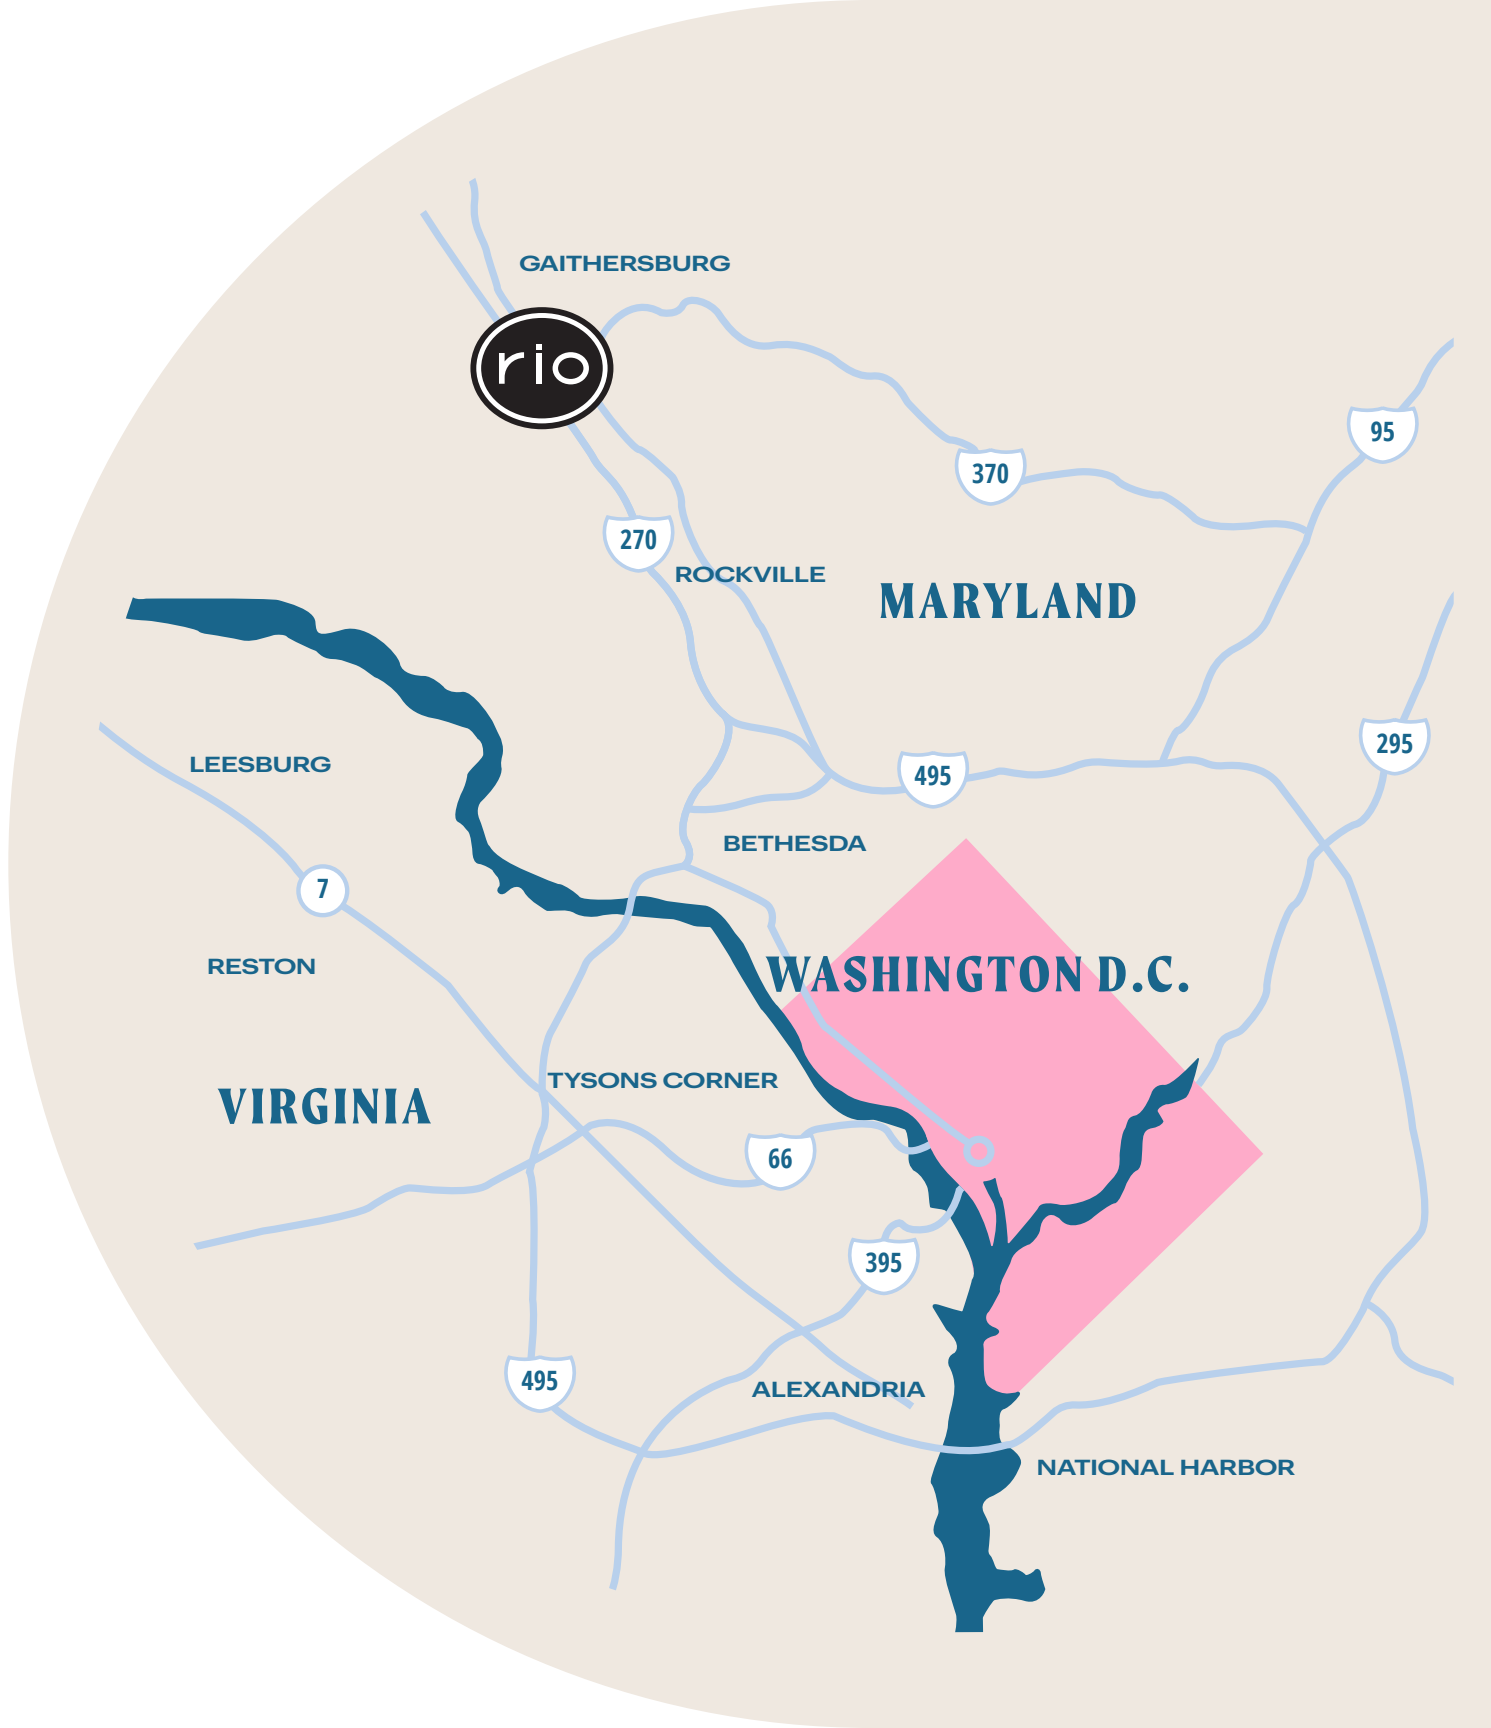 GAITHERSBURG
rio
95
370
270
ROCKVILLE
MARYLAND
295
LEESBURG
495
BETHESDA
7
RESTON
WASHINGTON D.C.
TYSONS CORNER
VIRGINIA
66
395
495
ALEXANDRIA
NATIONAL HARBOR